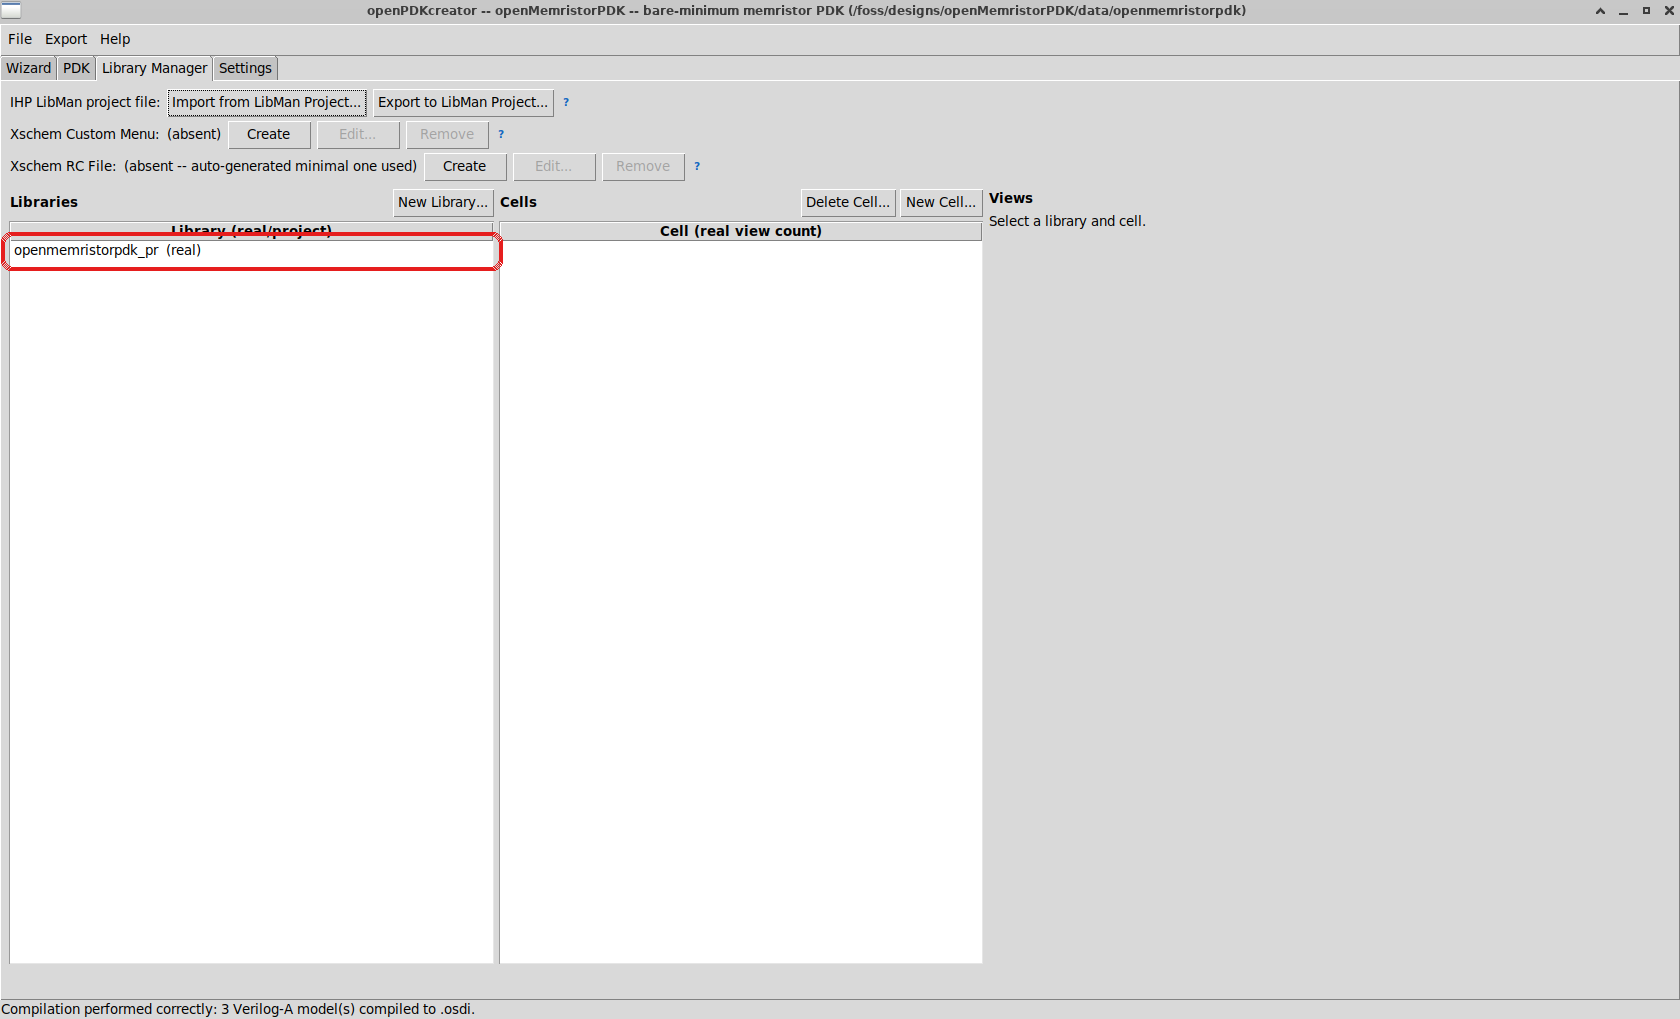 openPDKcreator -- openMemristorPDK -- bare-minimum memristor PDK (/foss/designs/openMemristorPDK/data/openmemristorpdk)
File Export Help
Wizard PDK Library Manager Settings
IHP LibMan project file: Import from LibMan Project... Export to LibMan Project... ?
Xschem Custom Menu: (absent) Create Edit... Remove ?
Xschem RC File: (absent -- auto-generated minimal one used) Create Edit... Remove ?
Libraries New Library... Cells Delete Cell... New Cell... Views
Select a library and cell.
Library (real/project) Cell (real view count)
openmemristorpdk_pr (real)
Compilation performed correctly: 3 Verilog-A model(s) compiled to .osdi.